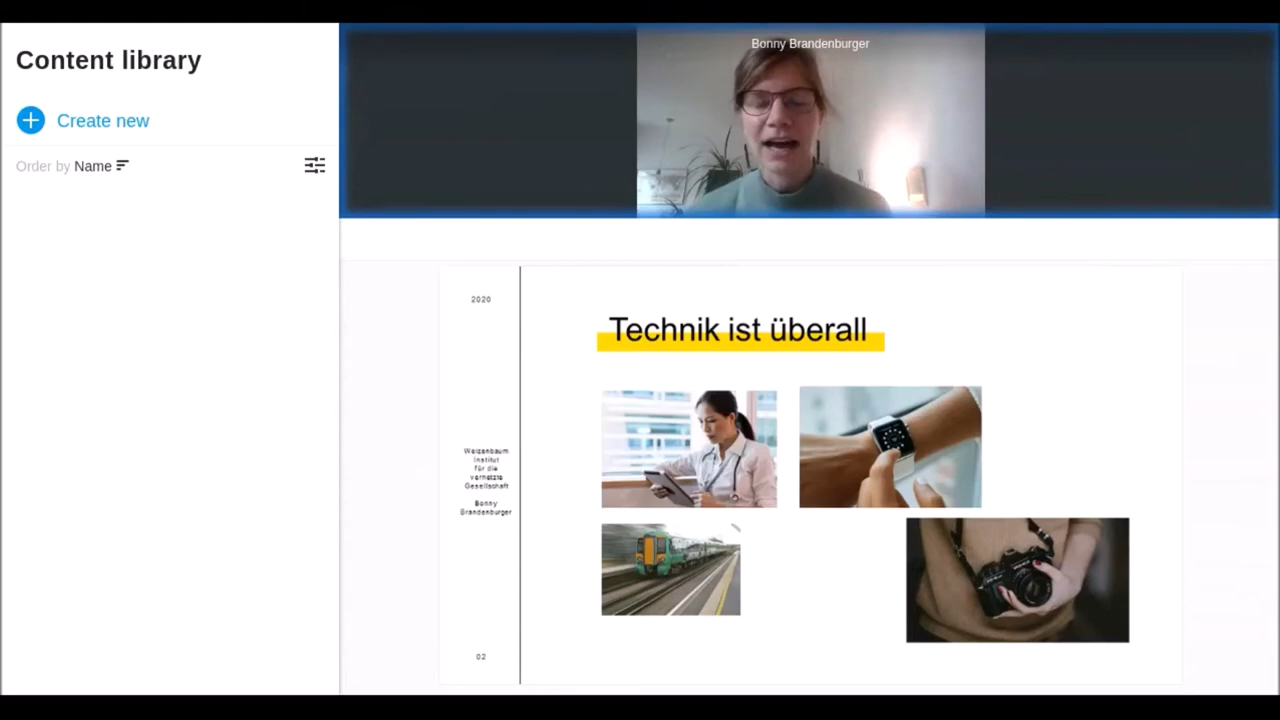 Content library
Create new
Order by Name
Bonny Brandenburger
2020
Technik ist überall
Weizenbaum
Institut
für die
vernetzte
Gesellschaft
Bonny
Brandenburger
02